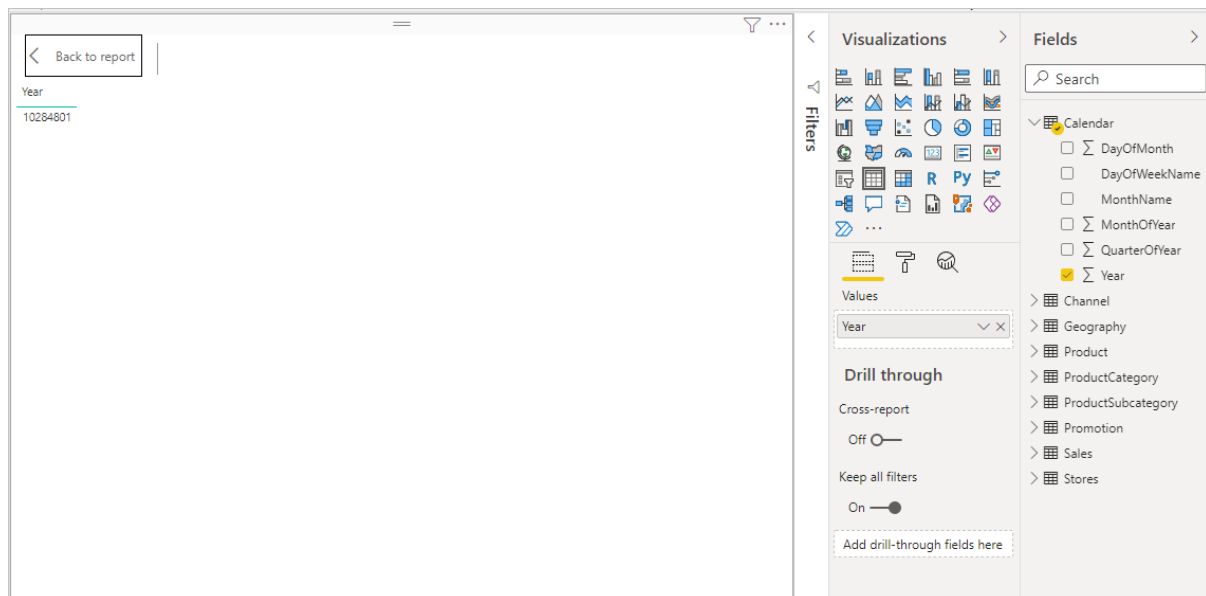 Back to report
Year
10284801
Filters
Visualizations
123
R
Py
Values
Year
Drill through
Cross-report
Off
Keep all filters
On
Add drill-through fields here
Fields
Search
Calendar
∑ DayOfMonth
DayOfWeekName
MonthName
∑ MonthOfYear
∑ QuarterOfYear
∑ Year
Channel
Geography
Product
ProductCategory
ProductSubcategory
Promotion
Sales
Stores